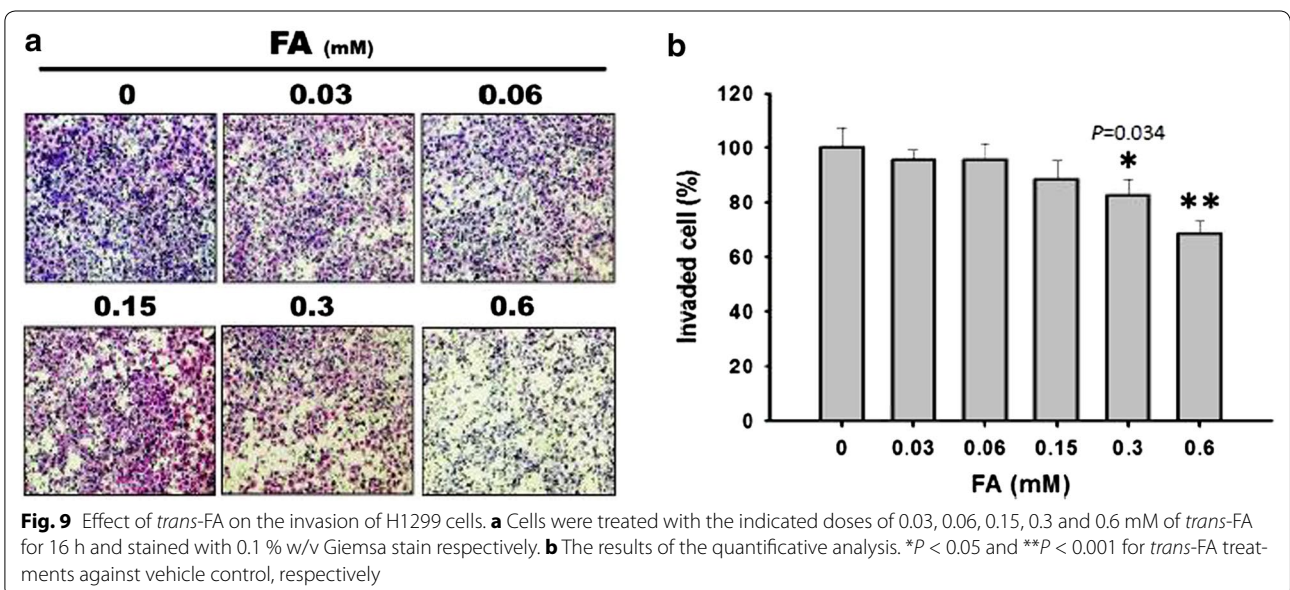 a
FA (mM)
0 0.03 0.06
0.15 0.3 0.6
b
120
100
80
60
40
20
0
Invaded cell (%)
P=0.034
*
**
0 0.03 0.06 0.15 0.3 0.6
FA (mM)
Fig. 9 Effect of trans-FA on the invasion of H1299 cells. a Cells were treated with the indicated doses of 0.03, 0.06, 0.15, 0.3 and 0.6 mM of trans-FA
for 16 h and stained with 0.1 % w/v Giemsa stain respectively. b The results of the quantificative analysis. *P < 0.05 and **P < 0.001 for trans-FA treat-
ments against vehicle control, respectively